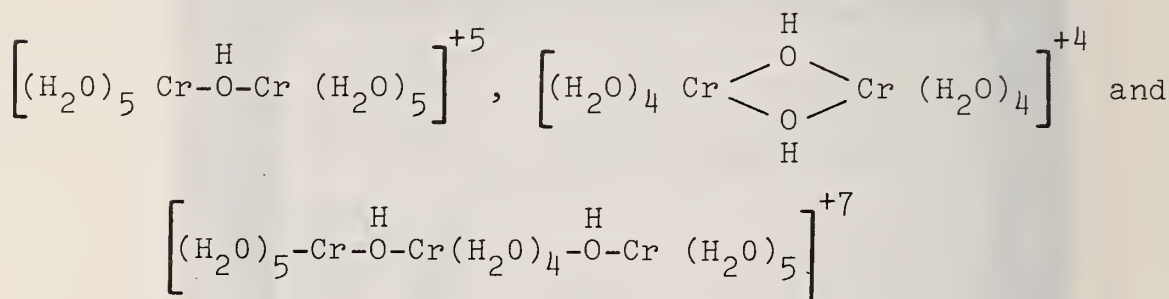 [(H₂O)₅ Cr-O-Cr (H₂O)₅]⁺⁵ , [(H₂O)₄ Cr Cr (H₂O)₄]⁺⁴ and
H
H
O
O
H
[(H₂O)₅-Cr-O-Cr(H₂O)₄-O-Cr (H₂O)₅]⁺⁷
H H